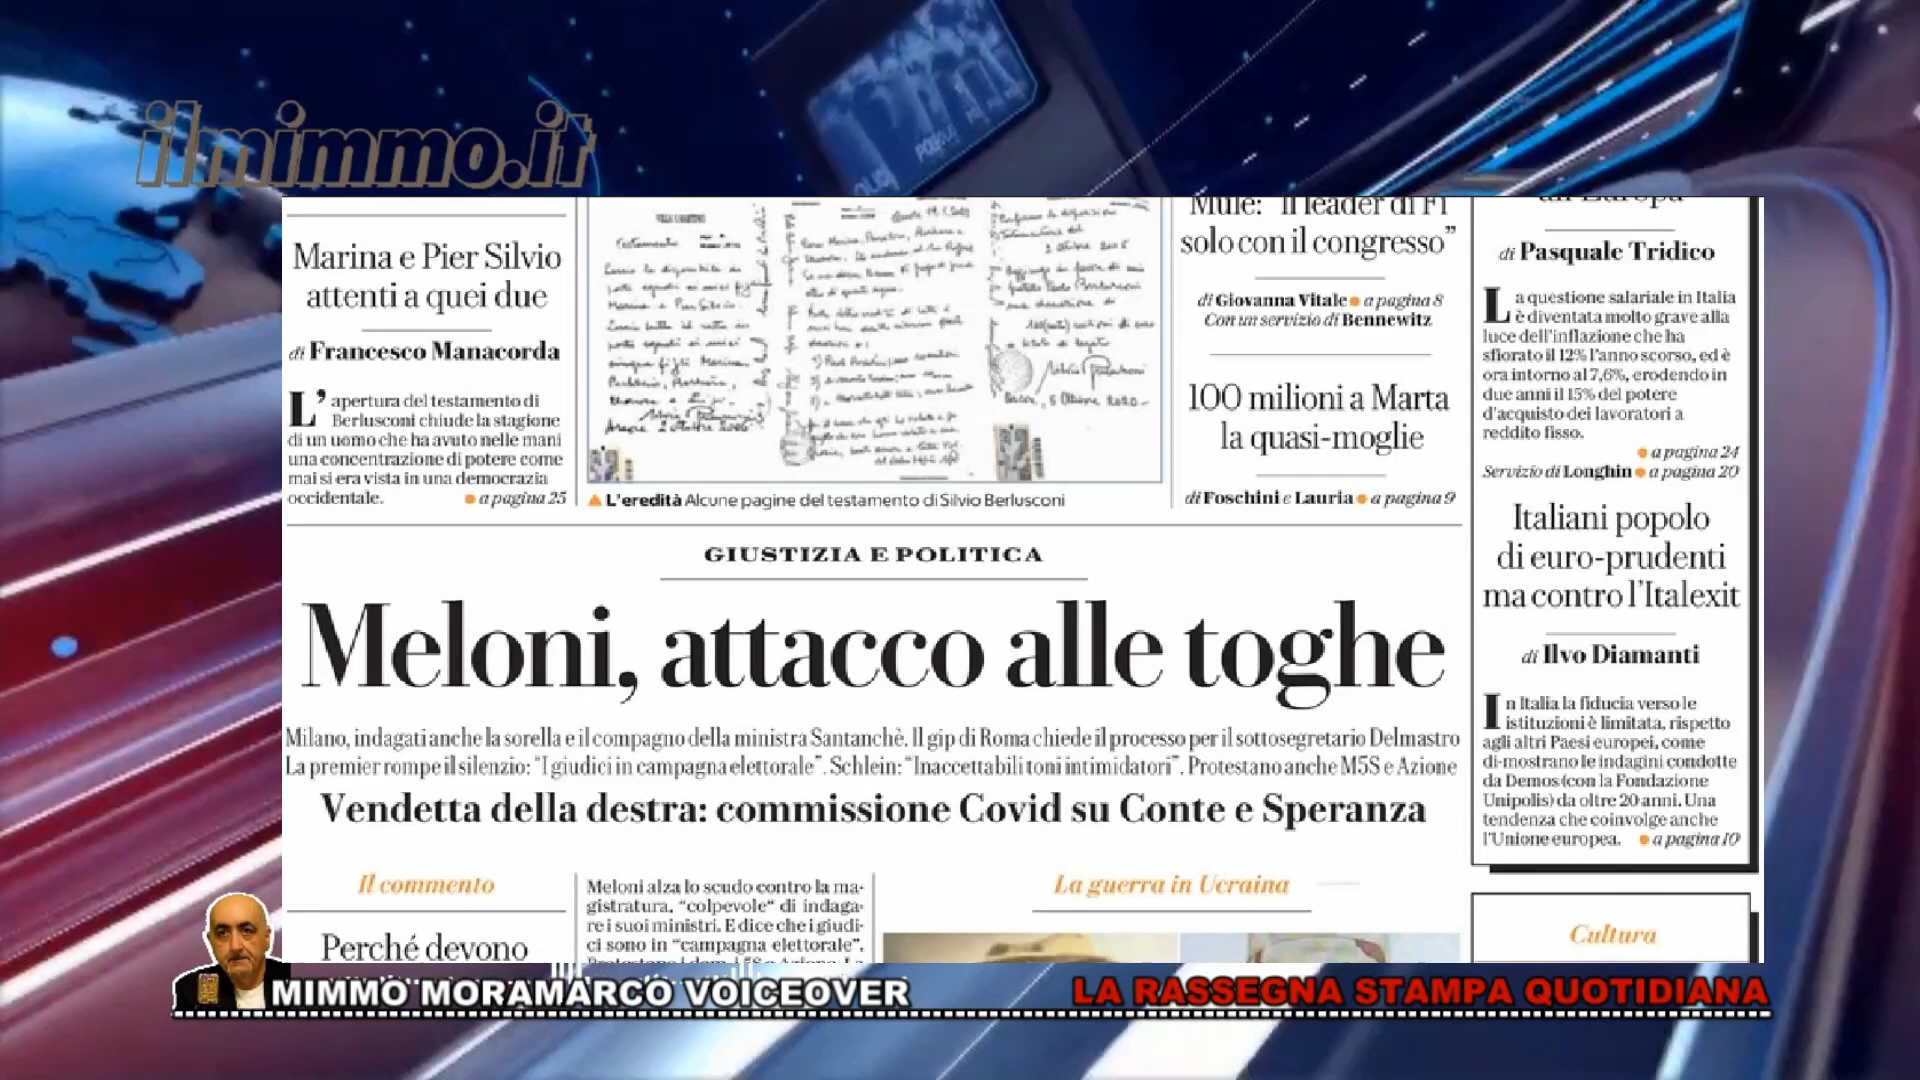 ilmimmo.it
Marina e Pier Silvio
attenti a quei due
di Francesco Manacorda
L'apertura del testamento di
Berlusconi chiude la stagione
di un uomo che ha avuto nelle mani
una concentrazione di potere come
mai si era vista in una democrazia
occidentale. a pagina 25
L'eredità Alcune pagine del testamento di Silvio Berlusconi
Mulè: "Il leader di FI
solo con il congresso"
di Giovanna Vitale a pagina 8
Con un servizio di Bennewitz
100 milioni a Marta
la quasi-moglie
di Foschini e Lauria a pagina 9
di Pasquale Tridico
La questione salariale in Italia
è diventata molto grave alla
luce dell'inflazione che ha
sfiorato il 12% l'anno scorso, ed è
ora intorno al 7,6%, erodendo in
due anni il 15% del potere
d'acquisto dei lavoratori a
reddito fisso.
a pagina 24
Servizio di Longhin a pagina 20
Italiani popolo
di euro-prudenti
ma contro l'Italexit
di Ilvo Diamanti
In Italia la fiducia verso le
istituzioni è limitata, rispetto
agli altri Paesi europei, come
di-mostrano le indagini condotte
da Demos (con la Fondazione
Unipolis) da oltre 20 anni. Una
tendenza che coinvolge anche
l'Unione europea. a pagina 10
GIUSTIZIA E POLITICA
Meloni, attacco alle toghe
Milano, indagati anche la sorella e il compagno della ministra Santanchè. Il gip di Roma chiede il processo per il sottosegretario Delmastro
La premier rompe il silenzio: "I giudici in campagna elettorale". Schlein: "Inaccettabili toni intimidatori". Protestano anche M5S e Azione
Vendetta della destra: commissione Covid su Conte e Speranza
Il commento
Perché devono
Meloni alza lo scudo contro la ma-
gistratura, "colpevole" di indaga-
re i suoi ministri. E dice che i giudi-
ci sono in "campagna elettorale".
La guerra in Ucraina
Cultura
MIMMO MORAMARCO VOICEOVER
LA RASSEGNA STAMPA QUOTIDIANA